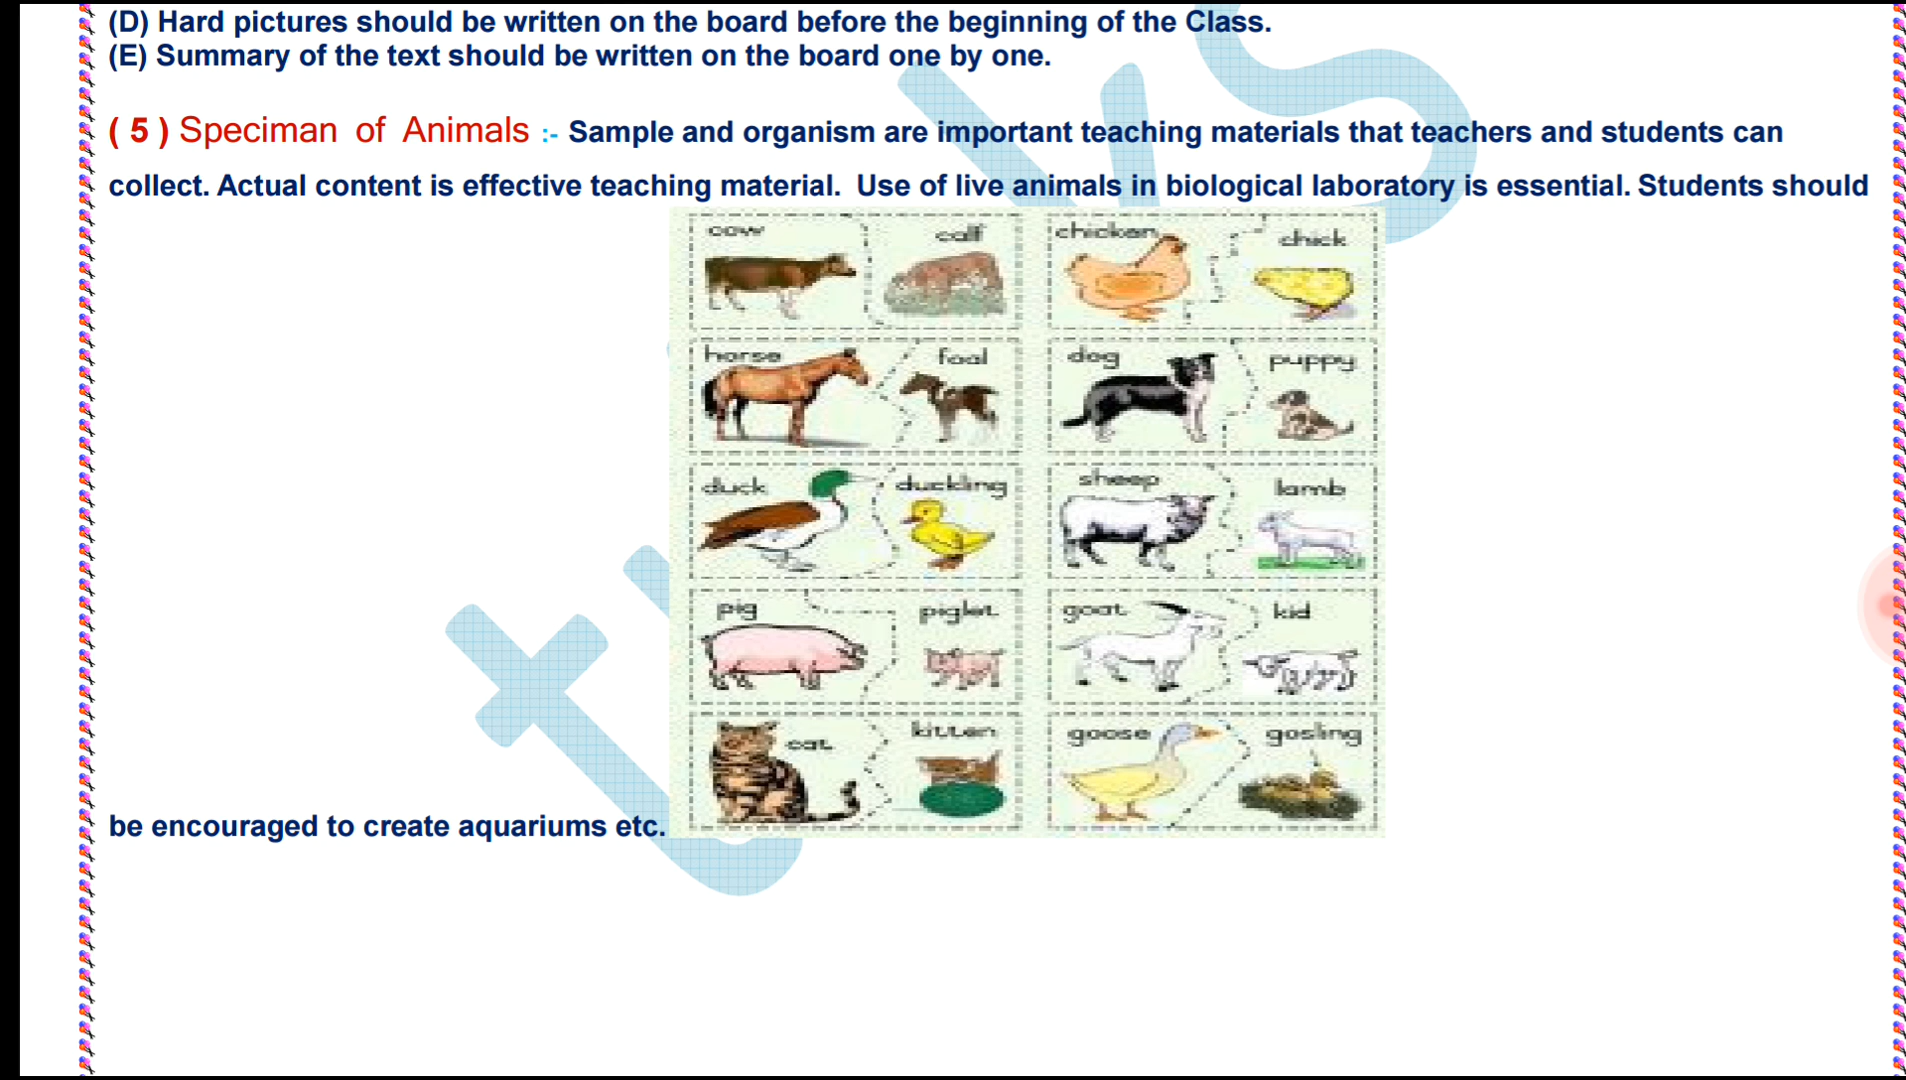 (D) Hard pictures should be written on the board before the beginning of the Class.
(E) Summary of the text should be written on the board one by one.
( 5 ) Speciman of Animals :- Sample and organism are important teaching materials that teachers and students can
collect. Actual content is effective teaching material. Use of live animals in biological laboratory is essential. Students should
cow calf chicken chick
horse foal dog puppy
duck duckling sheep lamb
pig piglet goat kid
cat kitten goose gosling
be encouraged to create aquariums etc.